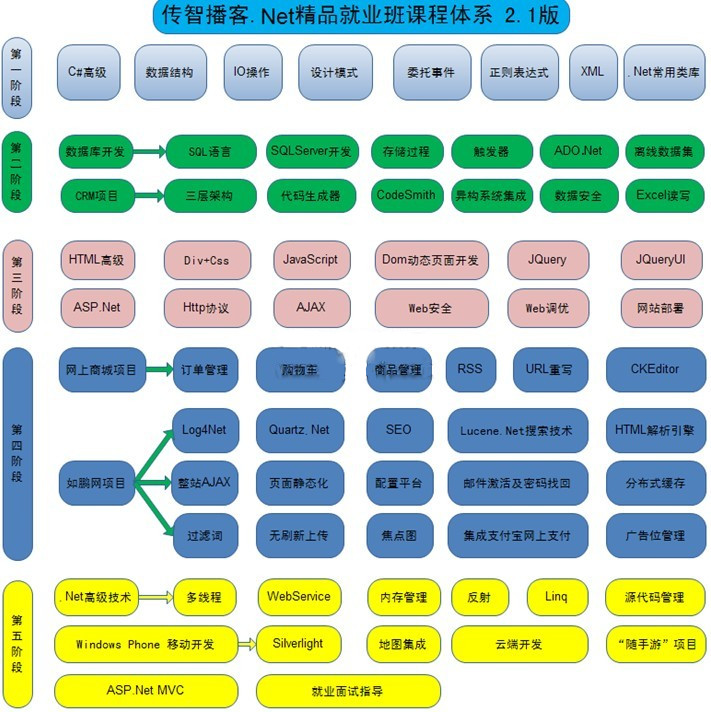 传智播客.Net精品就业班课程体系 2.1版
第一阶段
C#高级 数据结构 IO操作 设计模式 委托事件 正则表达式 XML .Net常用类库
第二阶段
数据库开发 SQL语言 SQLServer开发 存储过程 触发器 ADO.Net 离线数据集
CRM项目 三层架构 代码生成器 CodeSmith 异构系统集成 数据安全 Excel读写
第三阶段
HTML高级 Div+Css JavaScript Dom动态页面开发 JQuery JQueryUI
ASP.Net Http协议 AJAX Web安全 Web调优 网站部署
第四阶段
网上商城项目 订单管理 购物车 商品管理 RSS URL重写 CKEditor
Log4Net Quartz.Net SEO Lucene.Net搜索技术 HTML解析引擎
如鹏网项目 整站AJAX 页面静态化 配置平台 邮件激活及密码找回 分布式缓存
过滤词 无刷新上传 焦点图 集成支付宝网上支付 广告位管理
第五阶段
.Net高级技术 多线程 WebService 内存管理 反射 Linq 源代码管理
Windows Phone 移动开发 Silverlight 地图集成 云端开发 “随手游”项目
ASP.Net MVC 就业面试指导